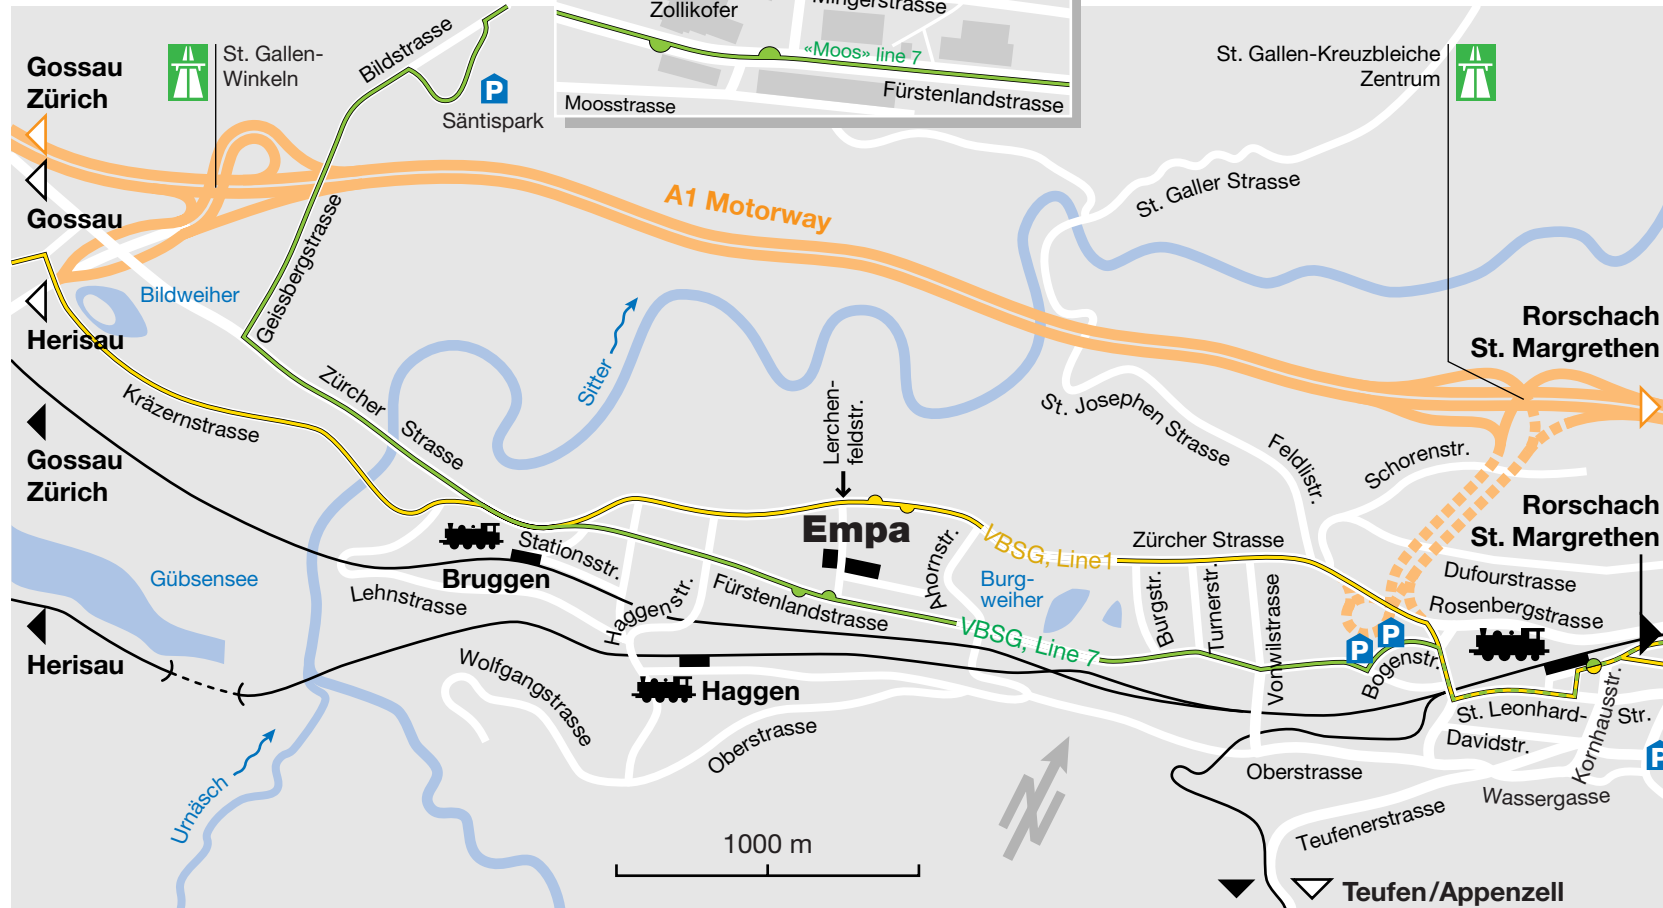 Zollikofer
Mingerstrasse
«Moos» line 7
Fürstenlandstrasse
Moosstrasse
Bildstrasse
St. Gallen-
Winkeln
Gossau
Zürich
P
Säntispark
St. Gallen-Kreuzbleiche
Zentrum
Gossau
A1 Motorway
St. Galler Strasse
Geissbergstrasse
Bildweiher
Herisau
Sitter
Rorschach
St. Margrethen
Zürcher
Strasse
Kräzernstrasse
Lerchen-
feldstr.
St. Josephen Strasse
Feldlistr.
Schorenstr.
Gossau
Zürich
Rorschach
St. Margrethen
Empa
VBSG, Line1
Zürcher Strasse
Stationsstr.
Bruggen
Gübsensee
Lehnstrasse
Haggenstr.
Fürstenlandstrasse
Ahornstr.
Burg-
weiher
Burgstr.
Turnerstr.
Vonwilstrasse
Dufourstrasse
Rosenbergstrasse
VBSG, Line 7
P
P
Bogenstr.
Herisau
Wolfgangstrasse
Haggen
Oberstrasse
St. Leonhard-
Str.
Kornhausstr.
Davidstr.
P
Oberstrasse
Wassergasse
Urnäsch
Teufenerstrasse
1000 m
Teufen/Appenzell